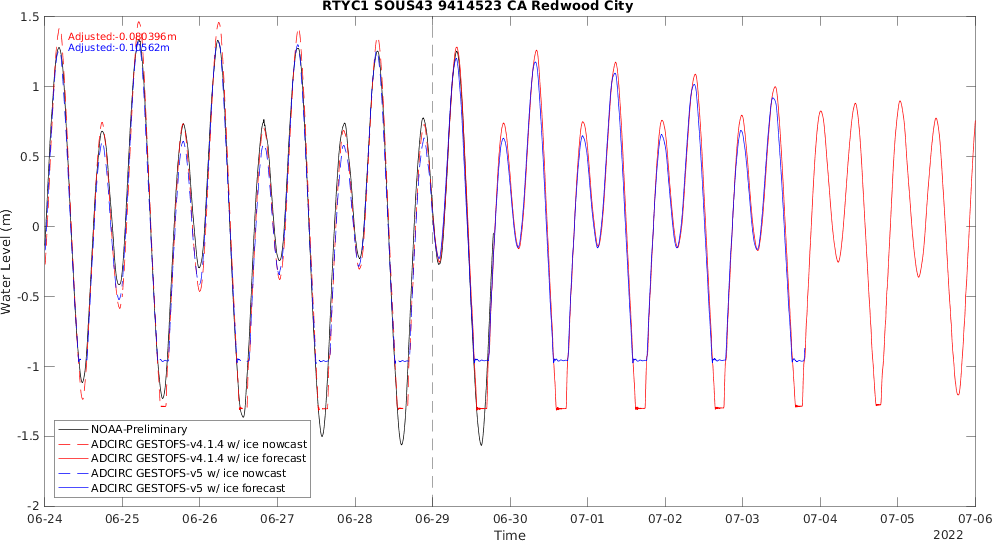 RTYC1 SOUS43 9414523 CA Redwood City
Adjusted:-0.080396m
Adjusted:-0.10562m
Water Level (m)
1.5
1
0.5
0
-0.5
-1
-1.5
-2
NOAA-Preliminary
ADCIRC GESTOFS-v4.1.4 w/ ice nowcast
ADCIRC GESTOFS-v4.1.4 w/ ice forecast
ADCIRC GESTOFS-v5 w/ ice nowcast
ADCIRC GESTOFS-v5 w/ ice forecast
06-24 06-25 06-26 06-27 06-28 06-29 06-30 07-01 07-02 07-03 07-04 07-05 07-06
Time
2022